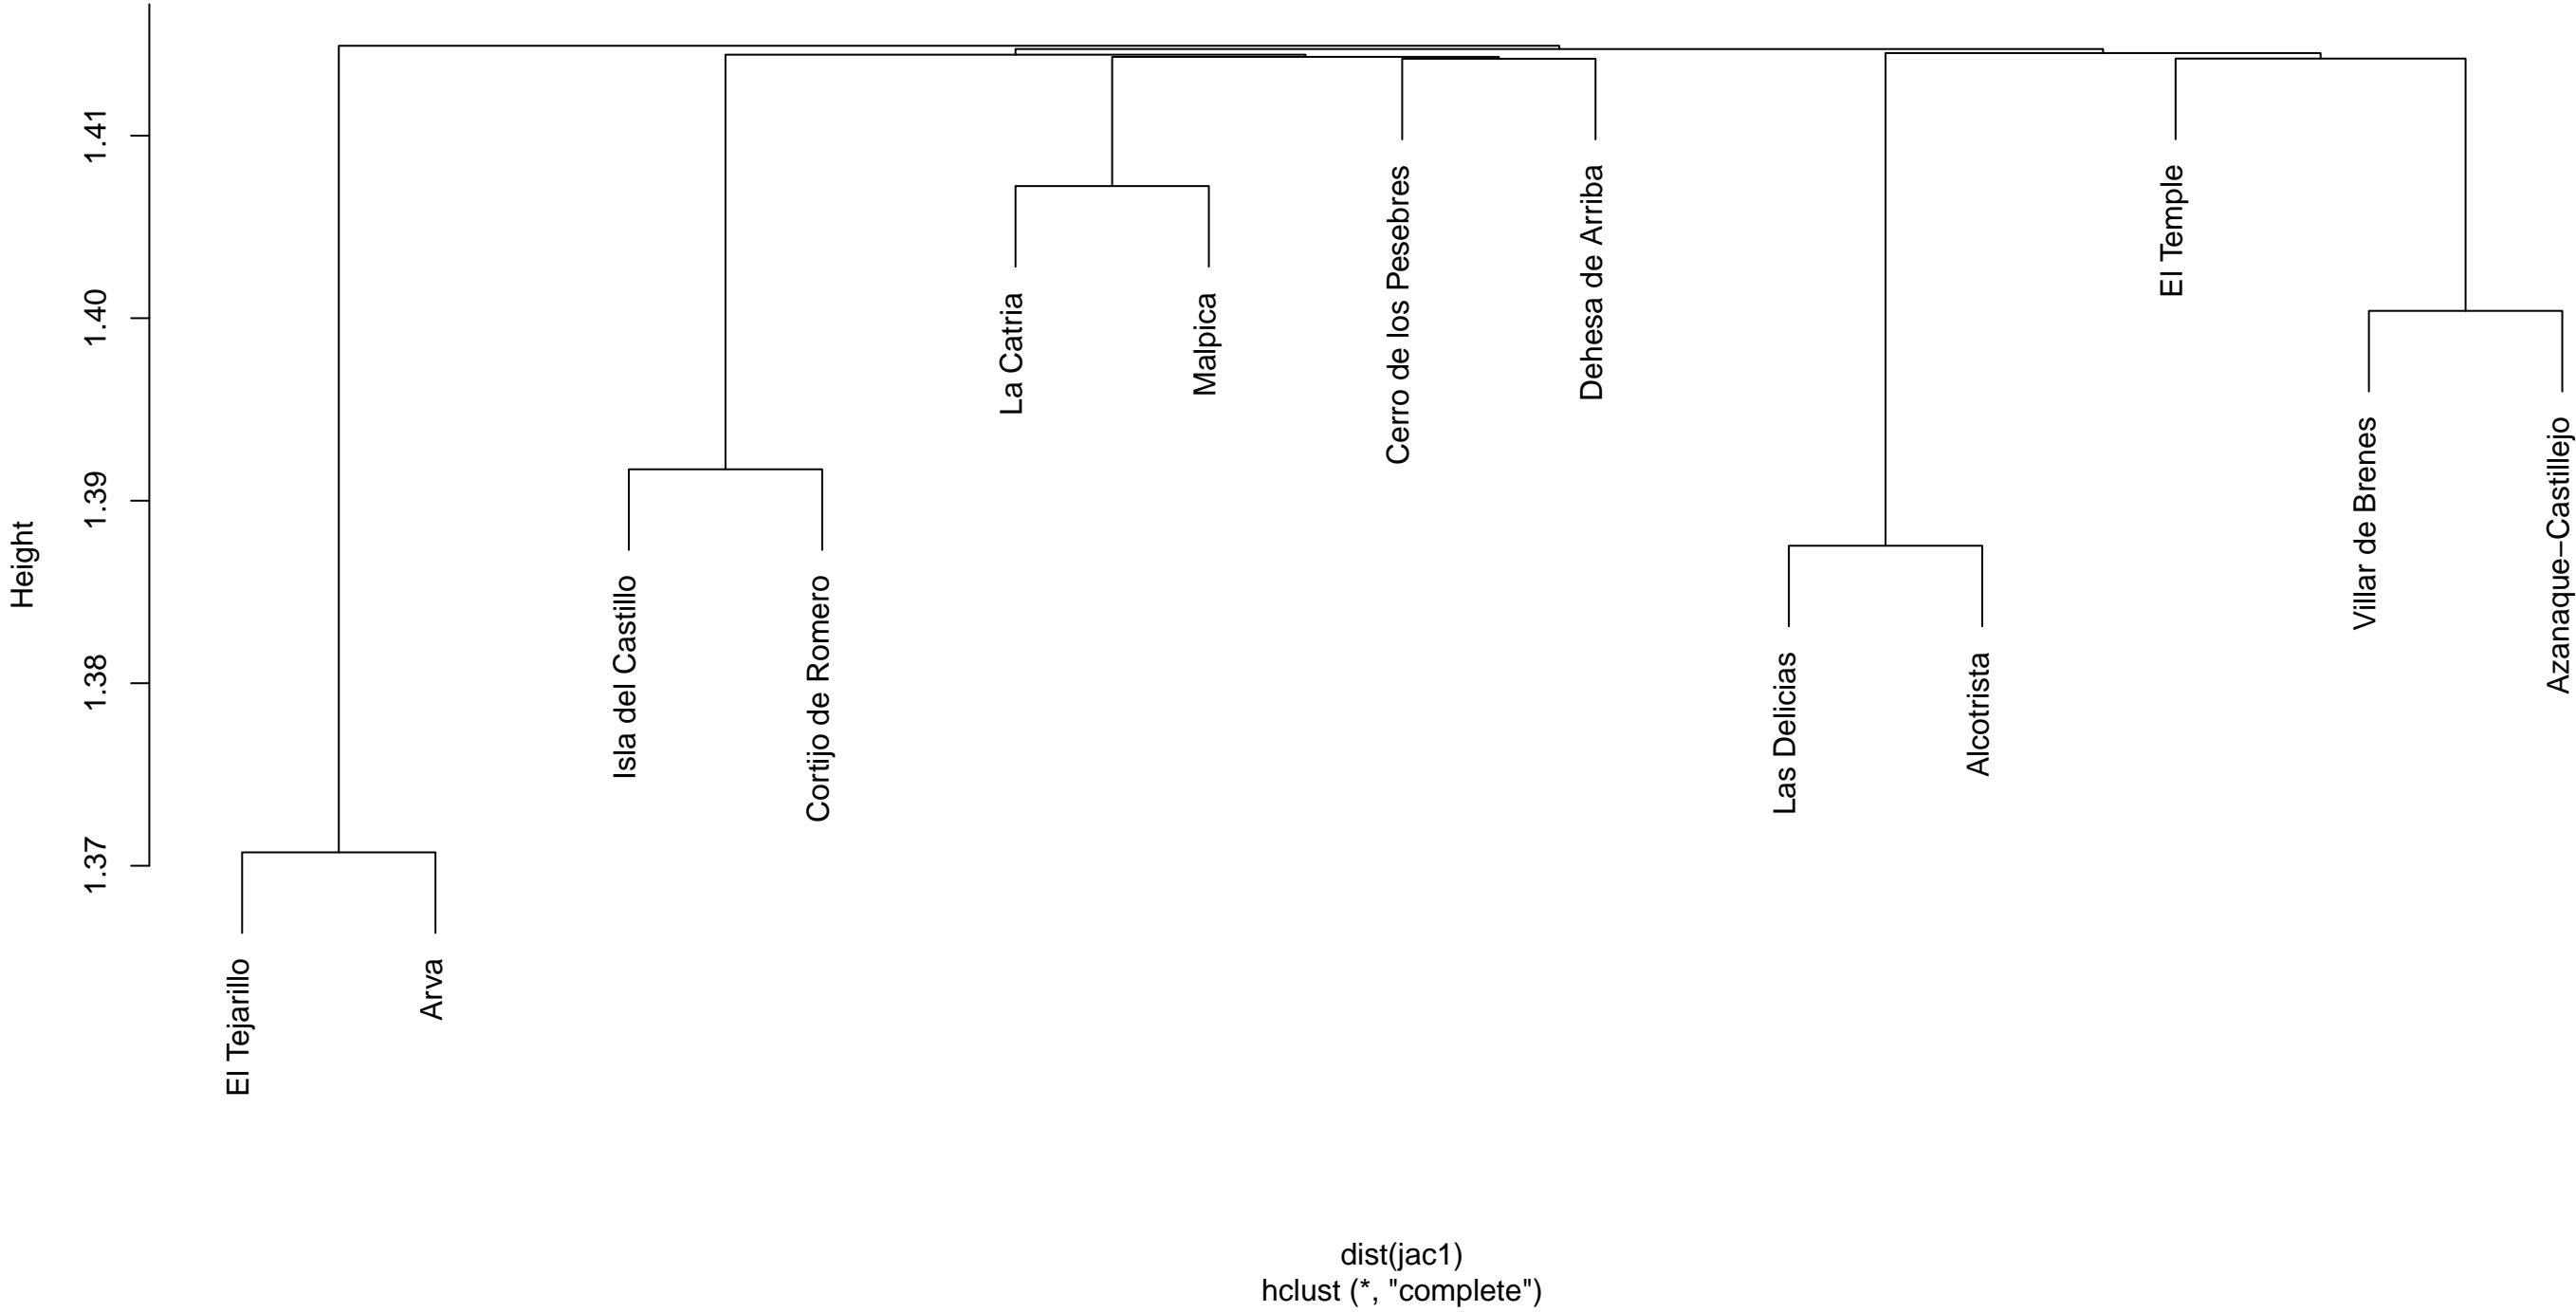 Height
1.41
1.40
1.39
1.38
1.37
El Tejarillo
Arva
Isla del Castillo
Cortijo de Romero
La Catria
Malpica
Cerro de los Pesebres
Dehesa de Arriba
Las Delicias
Alcotrista
El Temple
Villar de Brenes
Azanaque−Castillejo
dist(jac1)
hclust (*, "complete")